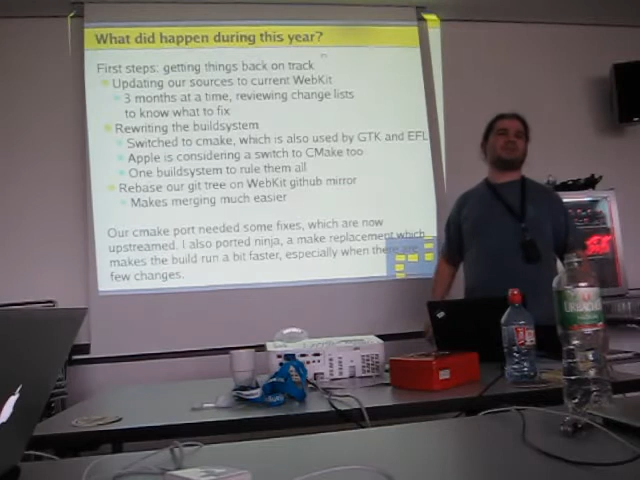 What did happen during this year?
First steps: getting things back on track
Updating our sources to current WebKit
3 months at a time, reviewing change lists
to know what to fix
Rewriting the buildsystem
Switched to cmake, which is also used by GTK and EFL
Apple is considering a switch to CMake too
One buildsystem to rule them all
Rebase our git tree on WebKit github mirror
Makes merging much easier
Our cmake port needed some fixes, which are now
upstreamed. I also ported ninja, a make replacement which
makes the build run a bit faster, especially when there are
few changes.